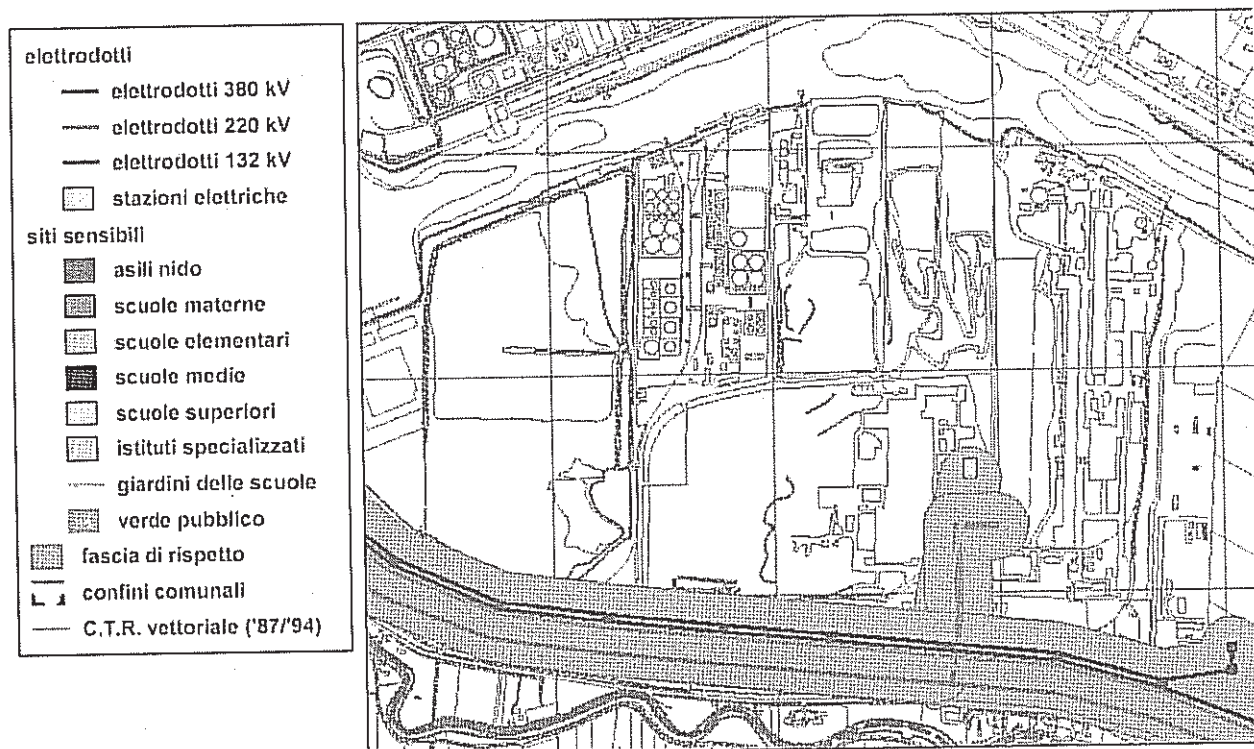 elettrodotti
elettrodotti 380 kV
elettrodotti 220 kV
elettrodotti 132 kV
stazioni elettriche
siti sensibili
asili nido
scuole materne
scuole elementari
scuole medie
scuole superiori
istituti specializzati
giardini delle scuole
verde pubblico
fascia di rispetto
confini comunali
C.T.R. vettoriale ('87/'94)